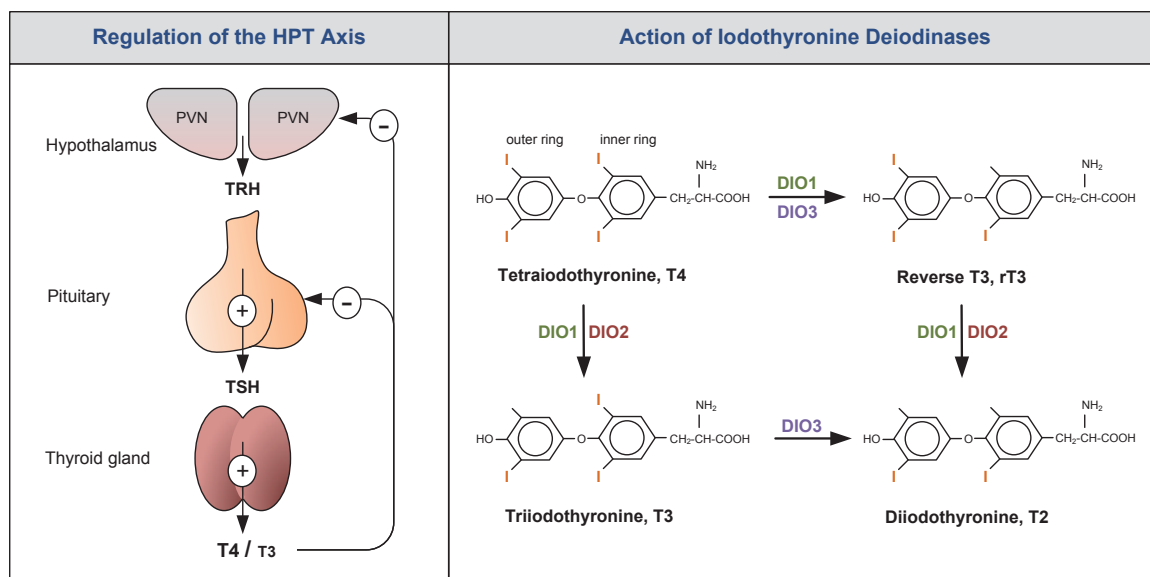 Regulation of the HPT Axis
PVN PVN
−
Hypothalamus
TRH
Pituitary
+
−
TSH
Thyroid gland
+
T4 / T3
Action of Iodothyronine Deiodinases
outer ring inner ring
I I NH₂
HO O CH₂-CH-COOH
I I
Tetraiodothyronine, T4
DIO1
DIO3
I NH₂
HO O CH₂-CH-COOH
I I
Reverse T3, rT3
DIO1 DIO2
DIO1 DIO2
I NH₂
HO O CH₂-CH-COOH
I I
Triiodothyronine, T3
DIO3
NH₂
HO O CH₂-CH-COOH
I I
Diiodothyronine, T2